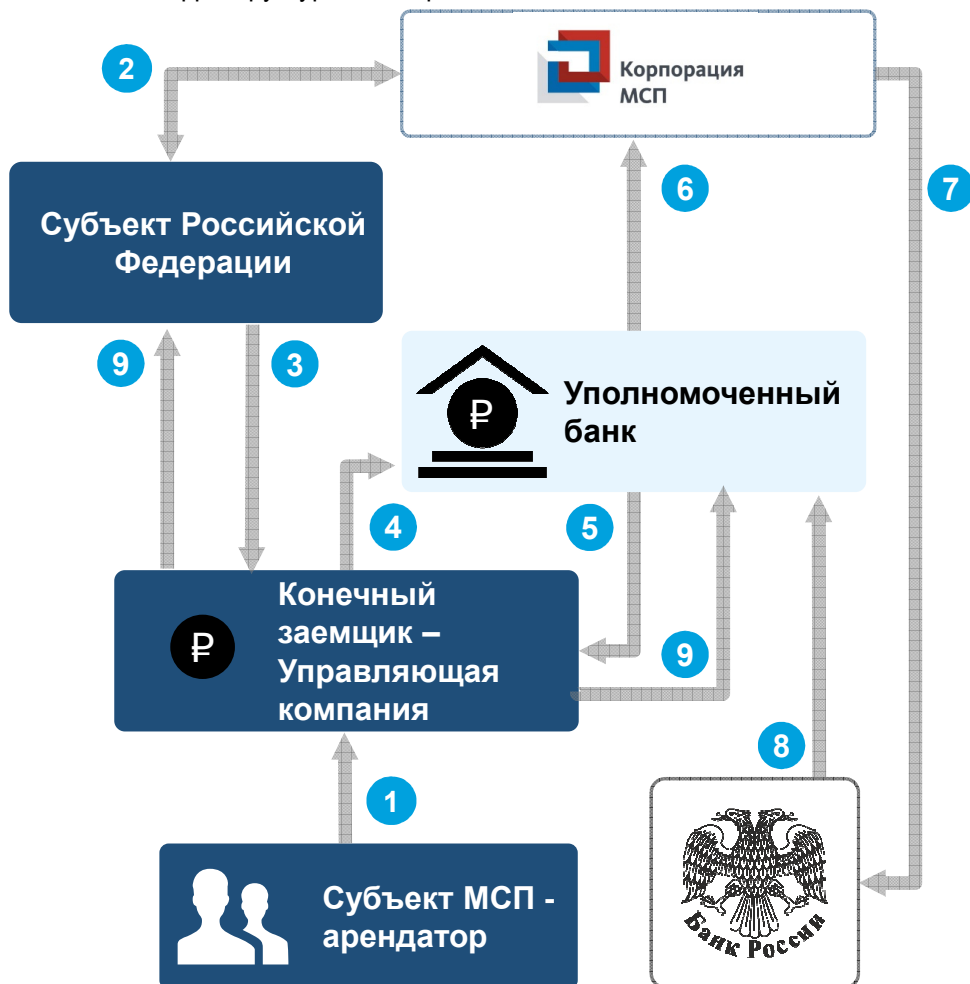 2
Корпорация
МСП
6
7
Субъект Российской
Федерации
9
3
₽
Уполномоченный
банк
4
5
₽
Конечный
заемщик –
Управляющая
компания
9
8
1
Субъект МСП -
арендатор
Банк России